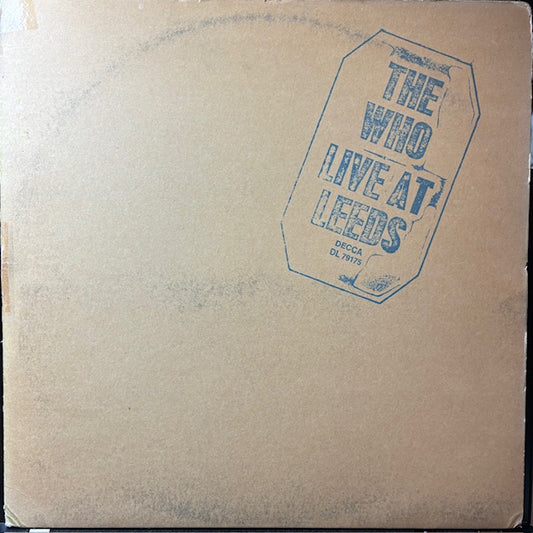 THE
WHO
LIVE AT
LEEDS
DECCA
DL 79175